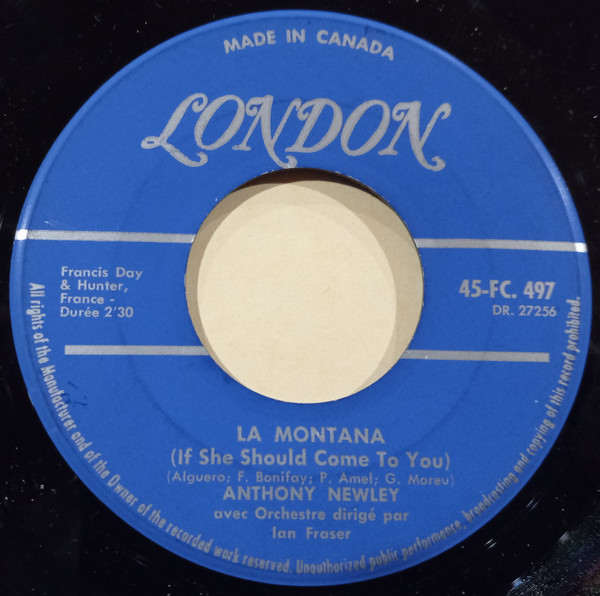 MADE IN CANADA
LONDON
Francis Day
& Hunter,
France -
Durée 2'30
45-FC. 497
DR. 27256
LA MONTANA
(If She Should Come To You)
(Alguero; F. Bonifay; P. Amel; G. Moreu)
ANTHONY NEWLEY
avec Orchestre dirigé par
Ian Fraser
All rights of the Manufacturer and of the Owner of the recorded work reserved. Unauthorized public performance, broadcasting and copying of this record prohibited.